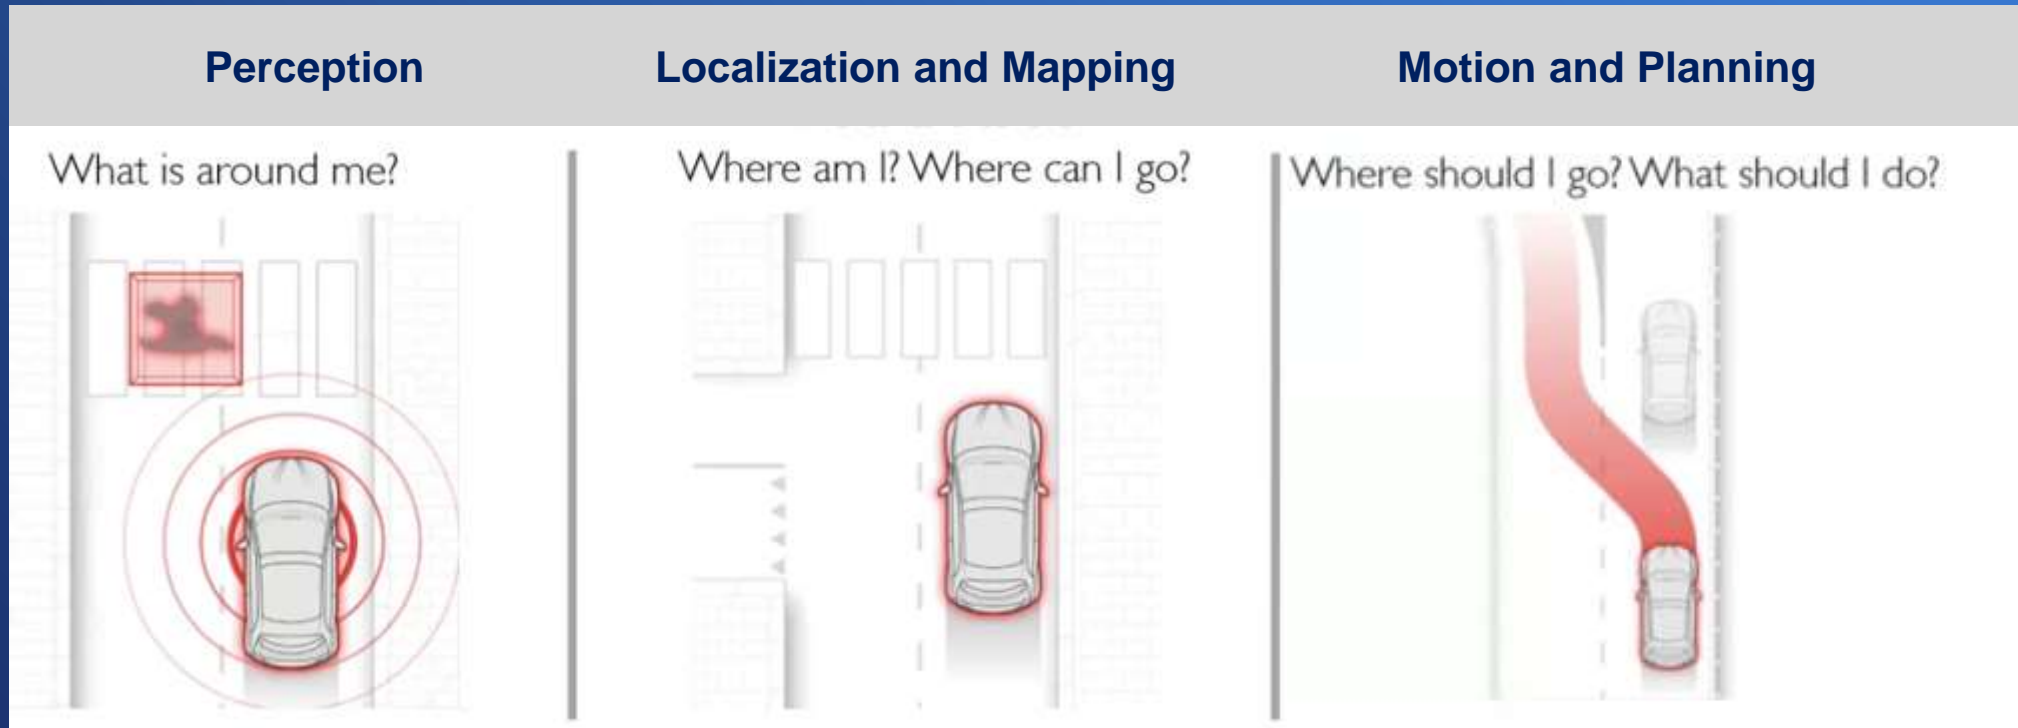 Perception
Localization and Mapping
Motion and Planning
What is around me?
Where am I? Where can I go?
Where should I go? What should I do?